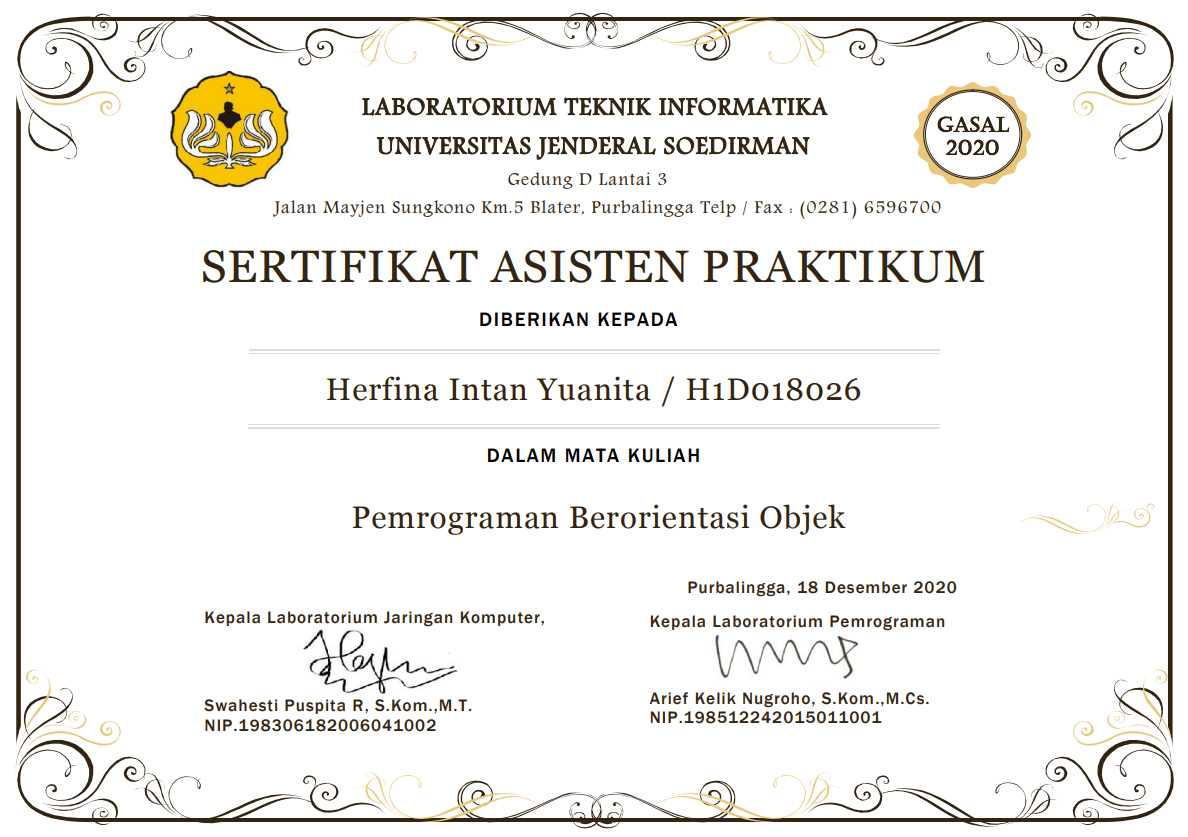 LABORATORIUM TEKNIK INFORMATIKA
UNIVERSITAS JENDERAL SOEDIRMAN
Gedung D Lantai 3
Jalan Mayjen Sungkono Km.5 Blater, Purbalingga Telp / Fax : (0281) 6596700
GASAL
2020
SERTIFIKAT ASISTEN PRAKTIKUM
DIBERIKAN KEPADA
Herfina Intan Yuanita / H1D018026
DALAM MATA KULIAH
Pemrograman Berorientasi Objek
Purbalingga, 18 Desember 2020
Kepala Laboratorium Jaringan Komputer,
Swahesti Puspita R, S.Kom.,M.T.
NIP.198306182006041002
Kepala Laboratorium Pemrograman
Arief Kelik Nugroho, S.Kom.,M.Cs.
NIP.198512242015011001